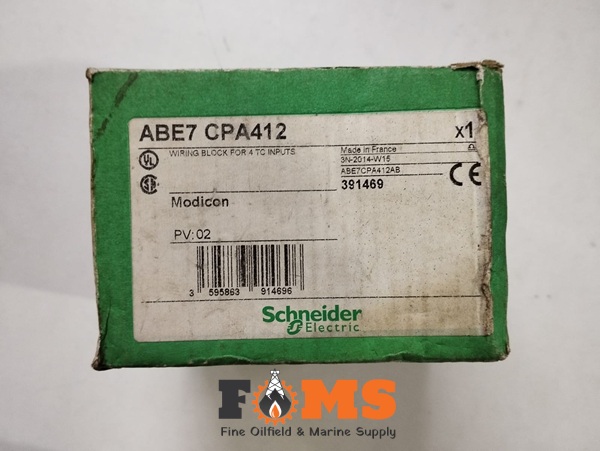 ABE7 CPA412 x1
WIRING BLOCK FOR 4 TC INPUTS
Made in France
3N-2014-W15
ABE7CPA412AB
391469
UL
CE
Modicon
PV: 02
3 595863 914696
Schneider
Electric
FOMS
Fine Oilfield & Marine Supply